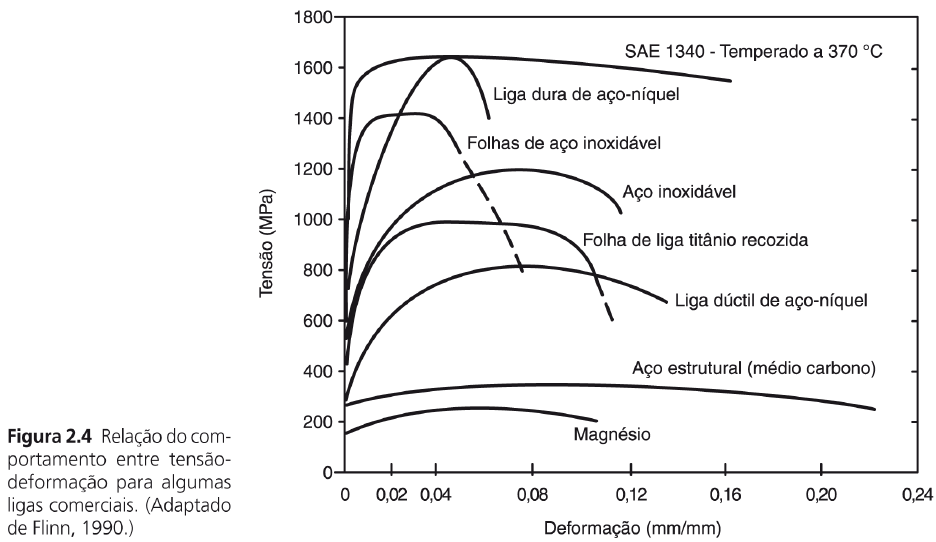 1800
1600
1400
1200
1000
800
600
400
200
0
Tensão (MPa)
SAE 1340 - Temperado a 370 °C
Liga dura de aço-níquel
Folhas de aço inoxidável
Aço inoxidável
Folha de liga titânio recozida
Liga dúctil de aço-níquel
Aço estrutural (médio carbono)
Magnésio
0 0,02 0,04 0,08 0,12 0,16 0,20 0,24
Deformação (mm/mm)
Figura 2.4 Relação do com-
portamento entre tensão-
deformação para algumas
ligas comerciais. (Adaptado
de Flinn, 1990.)